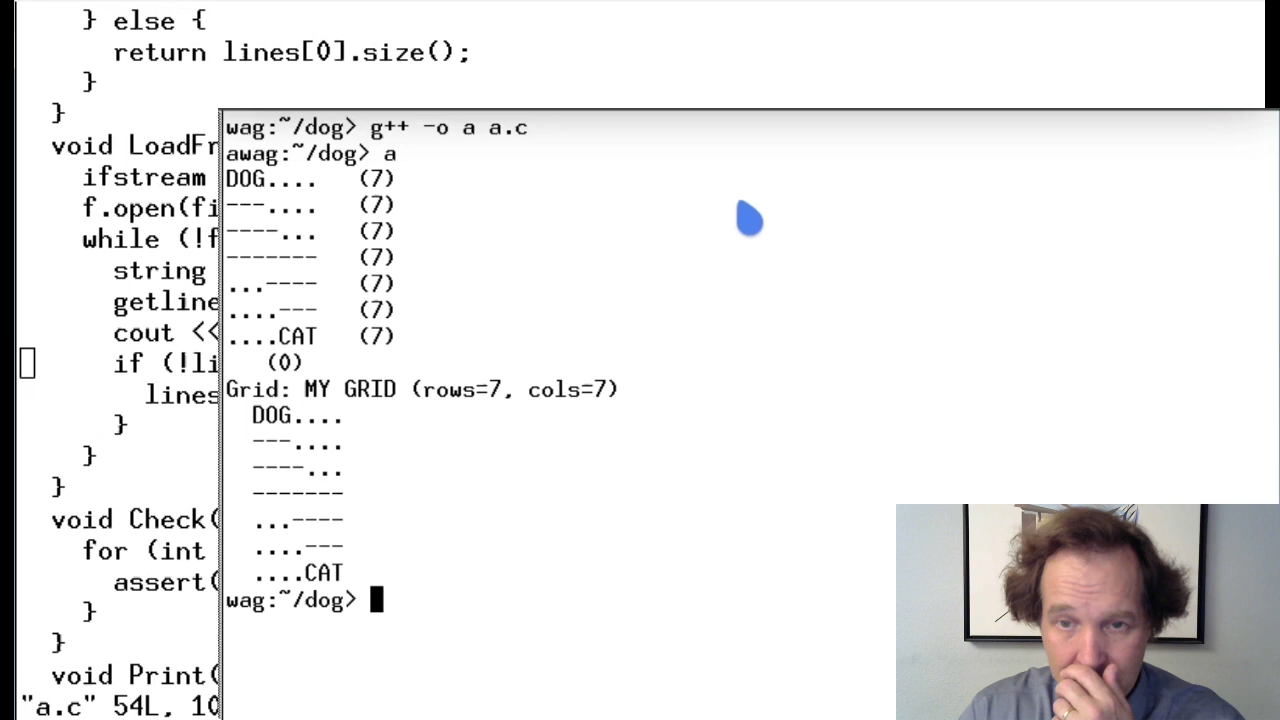 } else {
return lines[0].size();
}
}
void LoadFr
ifstream
f.open(fi
while (!f
string
getline
cout <<
if (!li
lines
}
}
}
void Check(
for (int
assert(
}
}
void Print(
"a.c" 54L, 10
wag:~/dog> g++ -o a a.c
awag:~/dog> a
DOG.... (7)
---.... (7)
----... (7)
------- (7)
...---- (7)
....--- (7)
....CAT (7)
(0)
Grid: MY GRID (rows=7, cols=7)
DOG....
---....
----...
-------
...----
....---
....CAT
wag:~/dog>